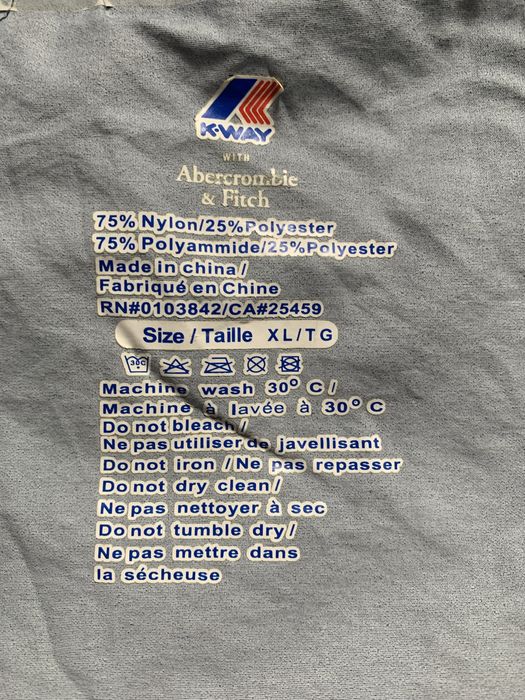 K-WAY
WITH
Abercrombie
& Fitch
75% Nylon/25%Polyester
75% Polyammide/25%Polyester
Made in china /
Fabriqué en Chine
RN#0103842/CA#25459
Size / Taille XL/TG
30C
Machine wash 30° C /
Machine à lavée à 30° C
Do not bleach /
Ne pas utiliser de javellisant
Do not iron /Ne pas repasser
Do not dry clean /
Ne pas nettoyer à sec
Do not tumble dry /
Ne pas mettre dans
la sécheuse